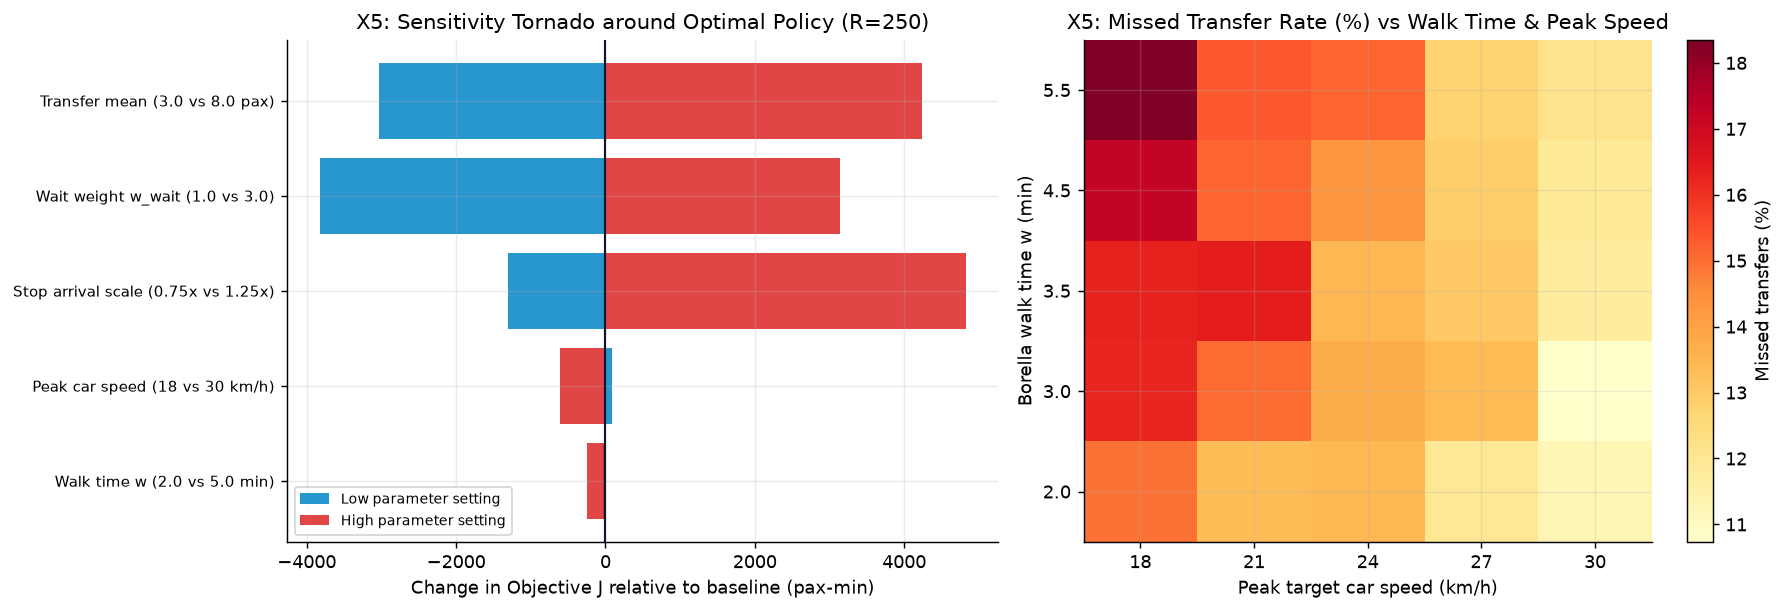 X5: Sensitivity Tornado around Optimal Policy (R=250)
Transfer mean (3.0 vs 8.0 pax)
Wait weight w_wait (1.0 vs 3.0)
Stop arrival scale (0.75x vs 1.25x)
Peak car speed (18 vs 30 km/h)
Walk time w (2.0 vs 5.0 min)
Low parameter setting
High parameter setting
−4000 −2000 0 2000 4000
Change in Objective J relative to baseline (pax-min)
X5: Missed Transfer Rate (%) vs Walk Time & Peak Speed
Borella walk time w (min)
5.5
4.5
3.5
3.0
2.0
18 21 24 27 30
Peak target car speed (km/h)
18
17
16
15
14
13
12
11
Missed transfers (%)